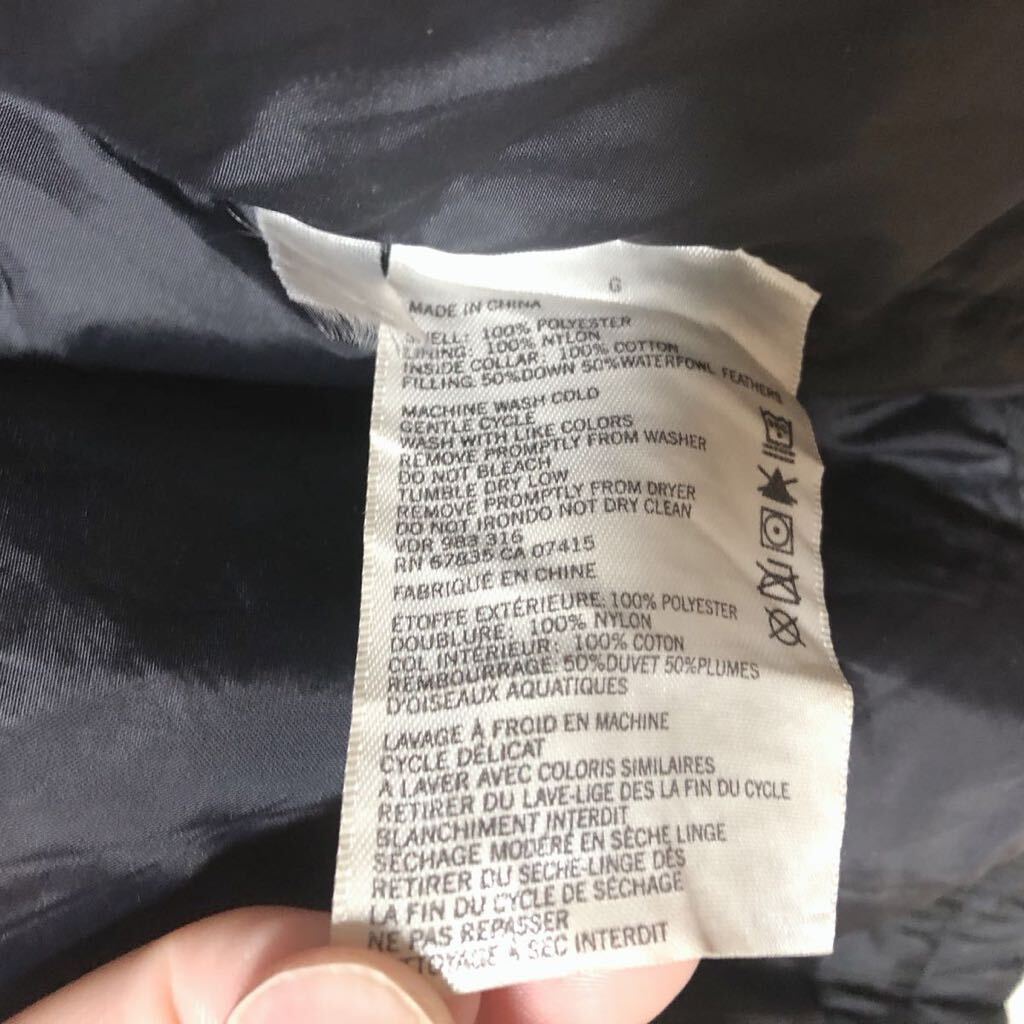 G
MADE IN CHINA
SHELL: 100% POLYESTER
LINING: 100% NYLON
INSIDE COLLAR: 100% COTTON
FILLING: 50%DOWN 50%WATERFOWL FEATHERS
MACHINE WASH COLD
GENTLE CYCLE
WASH WITH LIKE COLORS
REMOVE PROMPTLY FROM WASHER
DO NOT BLEACH
TUMBLE DRY LOW
REMOVE PROMPTLY FROM DRYER
DO NOT IRONDO NOT DRY CLEAN
VDR 983 316
RN 67835 CA 07415
FABRIQUÉ EN CHINE
ÉTOFFE EXTÉRIEURE: 100% POLYESTER
DOUBLURE: 100% NYLON
COL INTERIEUR: 100% COTON
REMBOURRAGE: 50%DUVET 50%PLUMES
D'OISEAUX AQUATIQUES
LAVAGE À FROID EN MACHINE
CYCLE DÉLICAT
A LAVER AVEC COLORIS SIMILAIRES
RETIRER DU LAVE-LIGE DES LA FIN DU CYCLE
BLANCHIMENT INTERDIT
SÉCHAGE MODÉRÉ EN SÈCHE LINGE
RETIRER DU SECHE-LINGE DÈS
LA FIN DU CYCLE DE SÉCHAGE
NE PAS REPASSER
NETTOYAGE À SEC INTERDIT